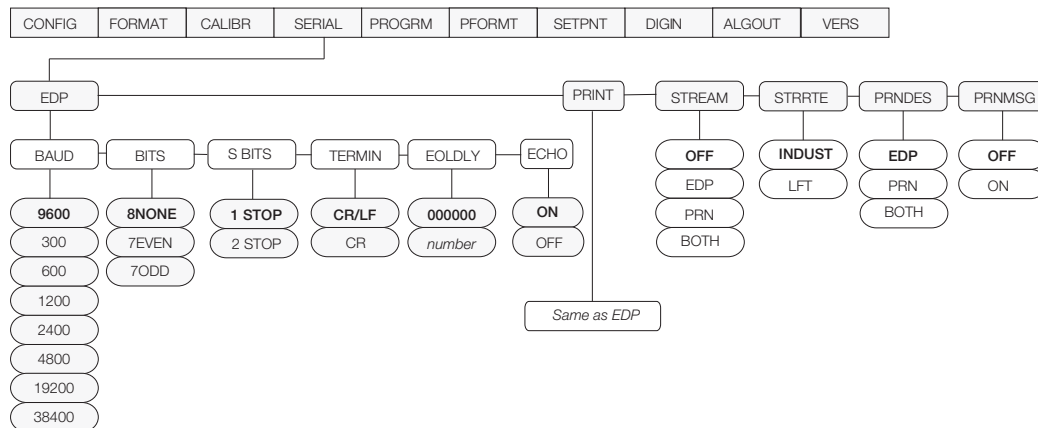 CONFIG FORMAT CALIBR SERIAL PROGRM PFORMT SETPNT DIGIN ALGOUT VERS
EDP PRINT STREAM STRRTE PRNDES PRNMSG
BAUD BITS S BITS TERMIN EOLDLY ECHO
OFF INDUST EDP OFF
EDP LFT PRN ON
PRN BOTH
BOTH
9600 8NONE 1 STOP CR/LF 000000 ON
300 7EVEN 2 STOP CR number OFF
600 7ODD
1200
2400
4800
19200
38400
Same as EDP